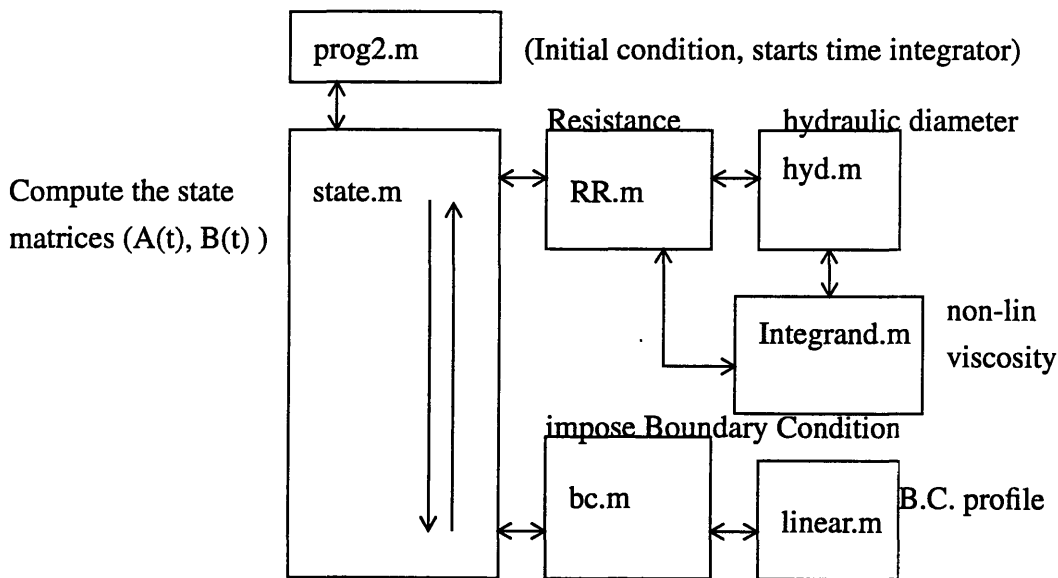 prog2.m
(Initial condition, starts time integrator)
Resistance
hydraulic diameter
Compute the state
matrices (A(t), B(t) )
state.m
RR.m
hyd.m
Integrand.m
non-lin
viscosity
impose Boundary Condition
bc.m
linear.m
B.C. profile